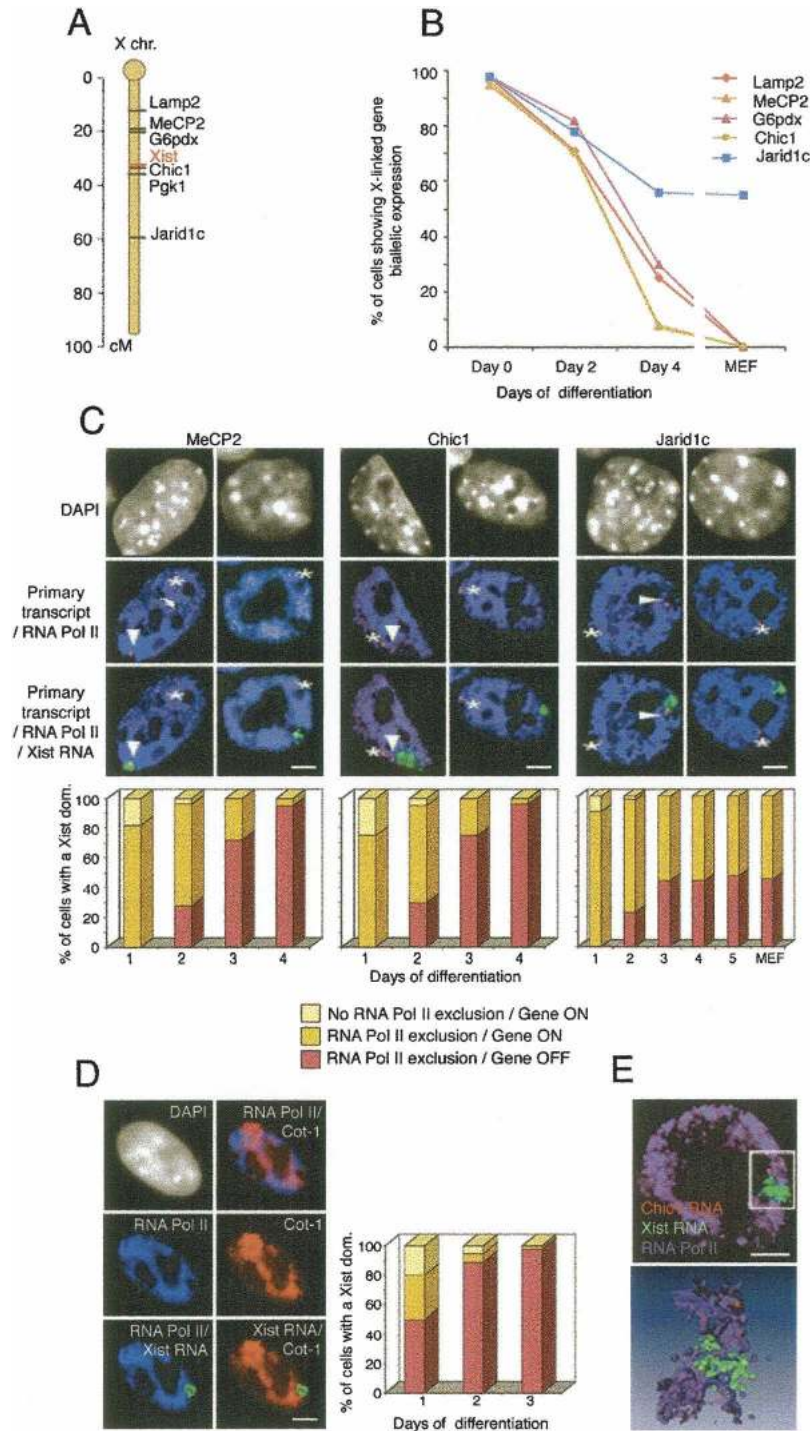 A
X chr.
0
20
40
60
80
100
cM
Lamp2
MeCP2
G6pdx
Xist
Chic1
Pgk1
Jarid1c
B
% of cells showing X-linked gene
biallelic expression
100
80
60
40
20
0
Day 0
Day 2
Day 4
MEF
Days of differentiation
Lamp2
MeCP2
G6pdx
Chic1
Jarid1c
C
MeCP2
Chic1
Jarid1c
DAPI
Primary
transcript
/ RNA Pol II
Primary
transcript
/ RNA Pol II
/ Xist RNA
% of cells with a Xist dom.
100
80
60
40
20
0
1 2 3 4
1 2 3 4
1 2 3 4 5 MEF
Days of differentiation
No RNA Pol II exclusion / Gene ON
RNA Pol II exclusion / Gene ON
RNA Pol II exclusion / Gene OFF
D
DAPI
RNA Pol II/
Cot-1
RNA Pol II
Cot-1
RNA Pol II/
Xist RNA
Xist RNA/
Cot-1
% of cells with a Xist dom.
100
80
60
40
20
0
1 2 3
Days of differentiation
E
Chic1 RNA
Xist RNA
RNA Pol II